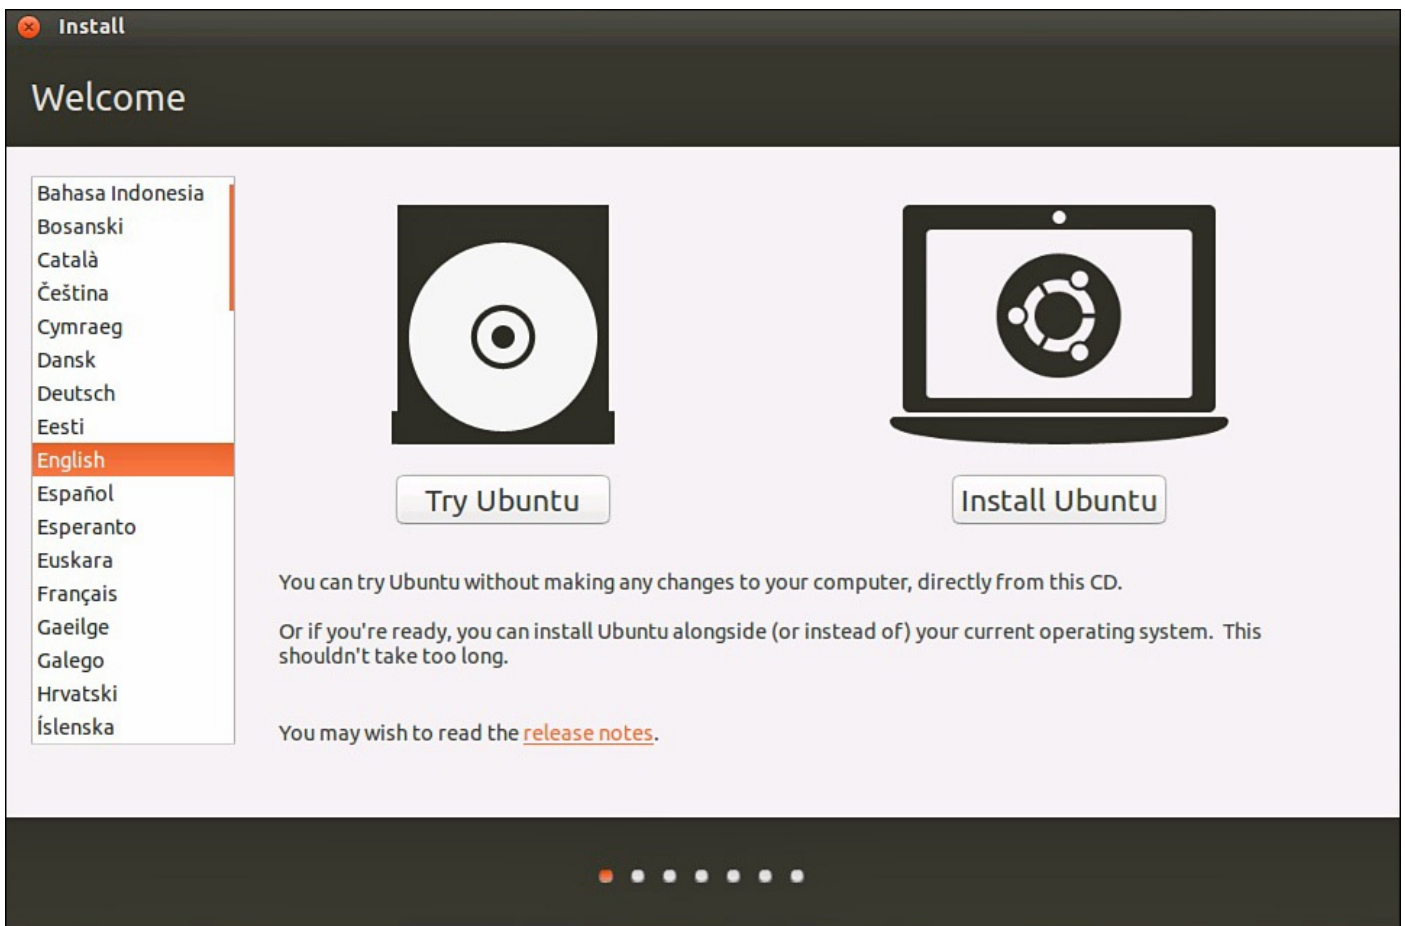 Install
Welcome
Bahasa Indonesia
Bosanski
Català
Čeština
Cymraeg
Dansk
Deutsch
Eesti
English
Español
Esperanto
Euskara
Français
Gaeilge
Galego
Hrvatski
Íslenska
Try Ubuntu
Install Ubuntu
You can try Ubuntu without making any changes to your computer, directly from this CD.
Or if you're ready, you can install Ubuntu alongside (or instead of) your current operating system. This
shouldn't take too long.
You may wish to read the release notes.